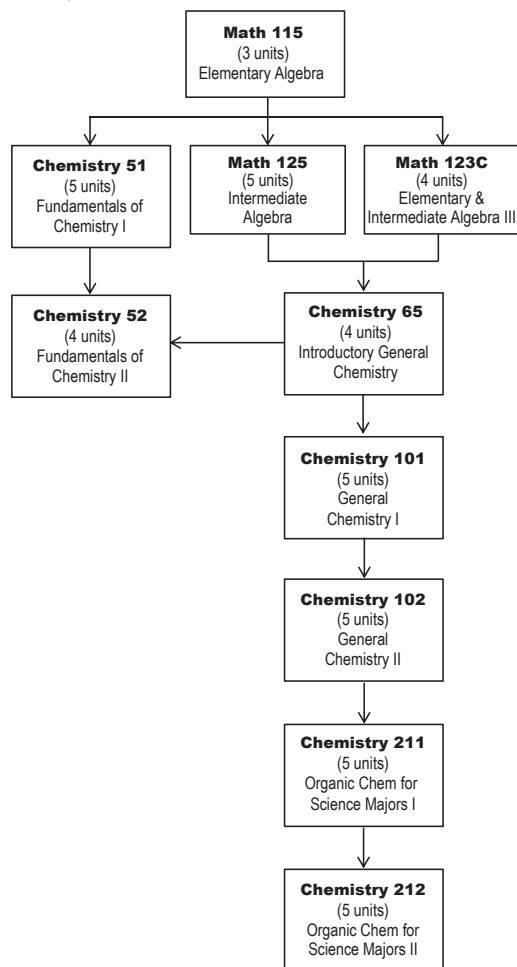 Math 115
(3 units)
Elementary Algebra
Chemistry 51
(5 units)
Fundamentals of
Chemistry I
Math 125
(5 units)
Intermediate
Algebra
Math 123C
(4 units)
Elementary &
Intermediate Algebra III
Chemistry 52
(4 units)
Fundamentals of
Chemistry II
Chemistry 65
(4 units)
Introductory General
Chemistry
Chemistry 101
(5 units)
General
Chemistry I
Chemistry 102
(5 units)
General
Chemistry II
Chemistry 211
(5 units)
Organic Chem for
Science Majors I
Chemistry 212
(5 units)
Organic Chem for
Science Majors II